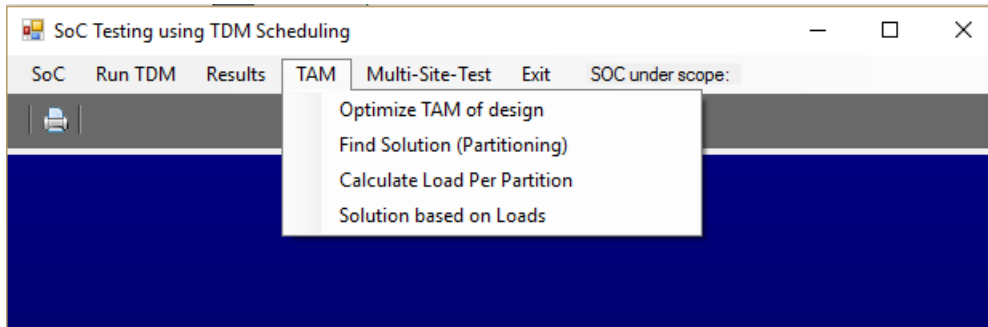 SoC Testing using TDM Scheduling
SoC Run TDM Results TAM Multi-Site-Test Exit SOC under scope:
Optimize TAM of design
Find Solution (Partitioning)
Calculate Load Per Partition
Solution based on Loads